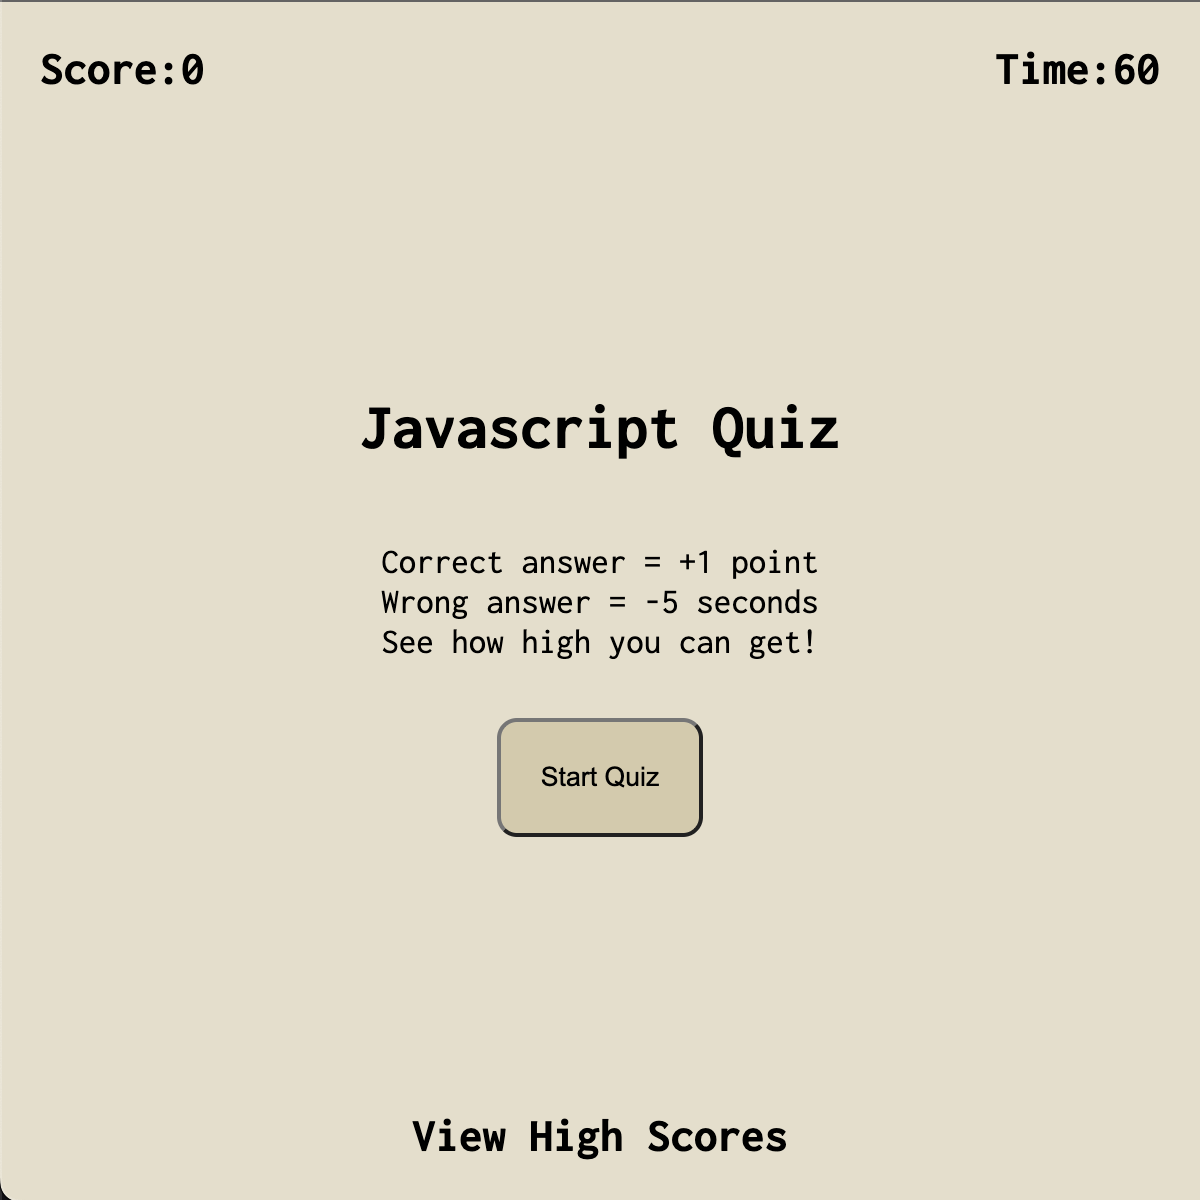 Score:0
Time:60
Javascript Quiz
Correct answer = +1 point
Wrong answer = -5 seconds
See how high you can get!
Start Quiz
View High Scores